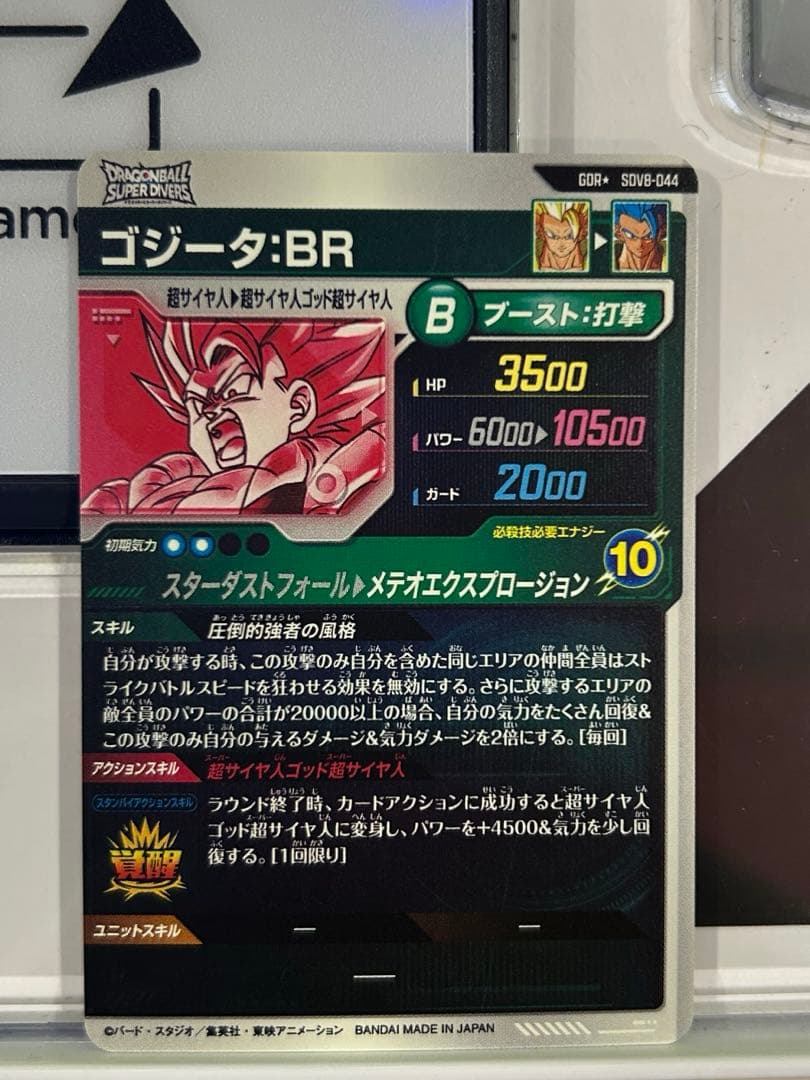 ame
DRAGONBALL
SUPER DIVERS
GDR★ SDV8-044
ゴジータ:BR
超サイヤ人▶超サイヤ人ゴッド超サイヤ人
B ブースト:打撃
HP 3500
パワー 6000▶10500
ガード 2000
初期気力
必殺技必要エナジー
10
スターダストフォール▶メテオエクスプロージョン
スキル 圧倒的強者の風格
自分が攻撃する時、この攻撃のみ自分を含めた同じエリアの仲間全員はスト
ライクバトルスピードを狂わせる効果を無効にする。さらに攻撃するエリアの
敵全員のパワーの合計が20000以上の場合、自分の気力をたくさん回復&
この攻撃のみ自分の与えるダメージ&気力ダメージを2倍にする。[毎回]
アクションスキル 超サイヤ人ゴッド超サイヤ人
スタンバイアクションスキル
覚醒
ラウンド終了時、カードアクションに成功すると超サイヤ人
ゴッド超サイヤ人に変身し、パワーを+4500&気力を少し回
復する。[1回限り]
ユニットスキル — —
—
©バード・スタジオ/集英社・東映アニメーション BANDAI MADE IN JAPAN